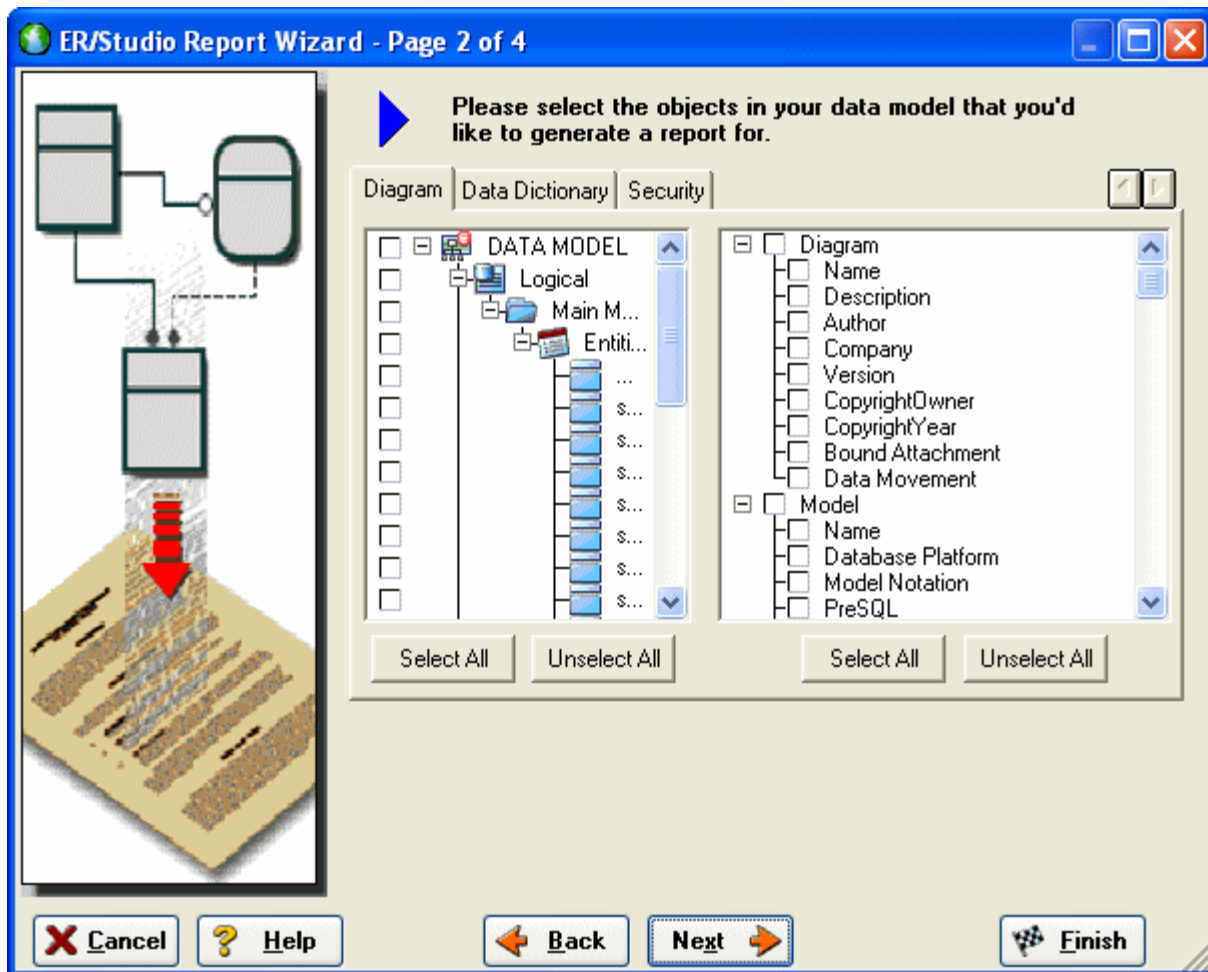 ER/Studio Report Wizard - Page 2 of 4
Please select the objects in your data model that you'd
like to generate a report for.
Diagram
Data Dictionary
Security
DATA MODEL
Logical
Main M...
Entiti...
...
s...
s...
s...
s...
s...
s...
s...
Select All
Unselect All
Diagram
Name
Description
Author
Company
Version
CopyrightOwner
CopyrightYear
Bound Attachment
Data Movement
Model
Name
Database Platform
Model Notation
PreSQL
Select All
Unselect All
Cancel
Help
Back
Next
Finish